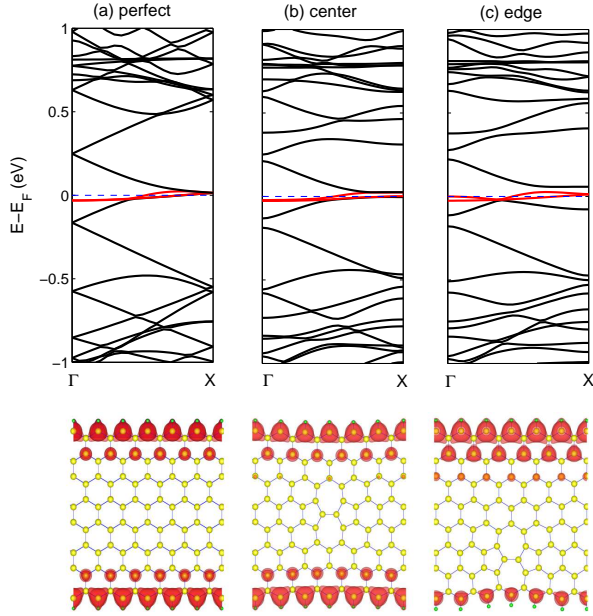 (a) perfect (b) center (c) edge
1
0.5
0
−0.5
−1
E−E_F (eV)
Γ X Γ X Γ X